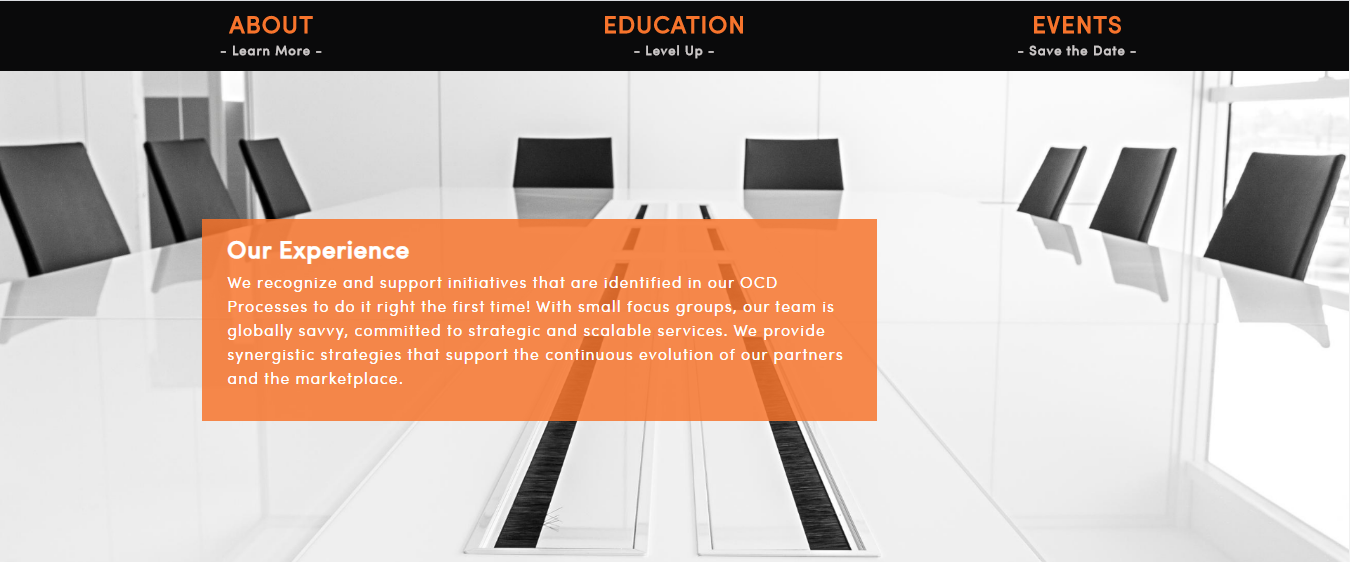 ABOUT
- Learn More -
EDUCATION
- Level Up -
EVENTS
- Save the Date -
Our Experience
We recognize and support initiatives that are identified in our OCD
Processes to do it right the first time! With small focus groups, our team is
globally savvy, committed to strategic and scalable services. We provide
synergistic strategies that support the continuous evolution of our partners
and the marketplace.